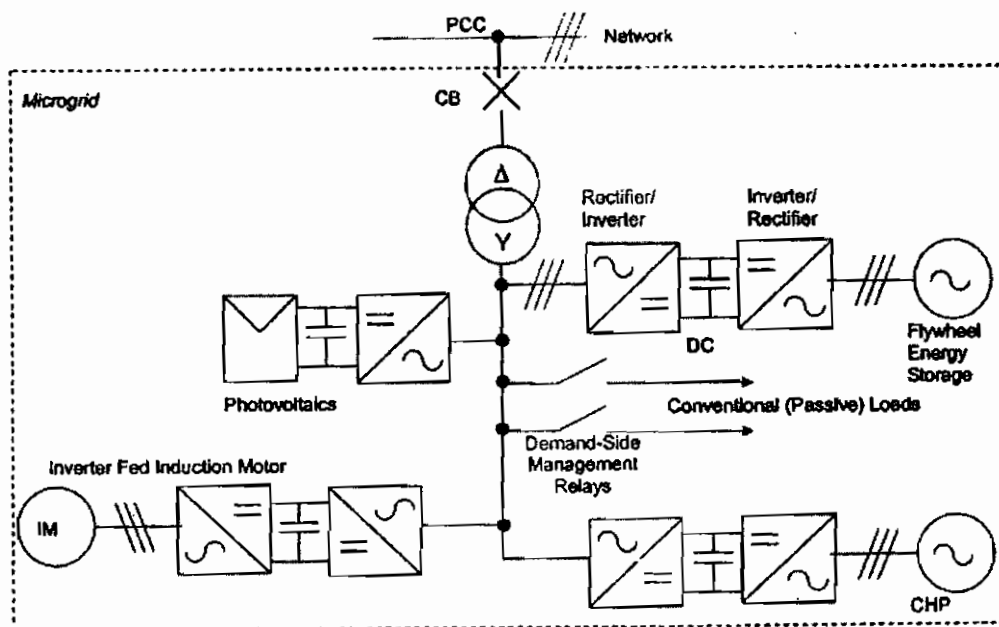 PCC
Network
Microgrid
CB
Δ
Y
Rectifier/
Inverter
Inverter/
Rectifier
DC
Flywheel
Energy
Storage
Photovoltaics
Conventional (Passive) Loads
Demand-Side
Management
Relays
Inverter Fed Induction Motor
IM
CHP